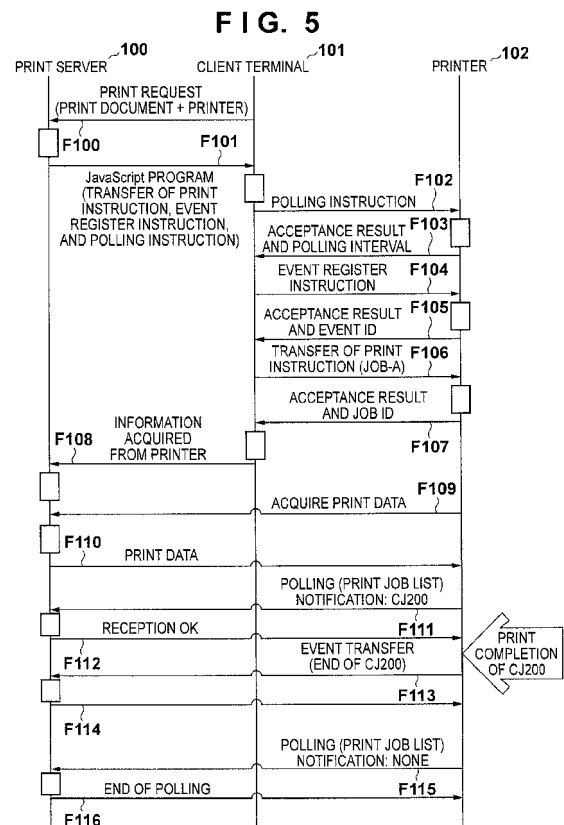 FIG. 5
100
101
102
PRINT SERVER
CLIENT TERMINAL
PRINTER
PRINT REQUEST
(PRINT DOCUMENT + PRINTER)
F100
F101
JavaScript PROGRAM
(TRANSFER OF PRINT
INSTRUCTION, EVENT
REGISTER INSTRUCTION,
AND POLLING INSTRUCTION)
F102
POLLING INSTRUCTION
F103
ACCEPTANCE RESULT
AND POLLING INTERVAL
F104
EVENT REGISTER
INSTRUCTION
F105
ACCEPTANCE RESULT
AND EVENT ID
F106
TRANSFER OF PRINT
INSTRUCTION (JOB-A)
ACCEPTANCE RESULT
AND JOB ID
F107
F108
INFORMATION
ACQUIRED
FROM PRINTER
F109
ACQUIRE PRINT DATA
F110
PRINT DATA
POLLING (PRINT JOB LIST)
NOTIFICATION: CJ200
F111
RECEPTION OK
F112
PRINT
COMPLETION
OF CJ200
EVENT TRANSFER
(END OF CJ200)
F113
F114
POLLING (PRINT JOB LIST)
NOTIFICATION: NONE
F115
END OF POLLING
F116